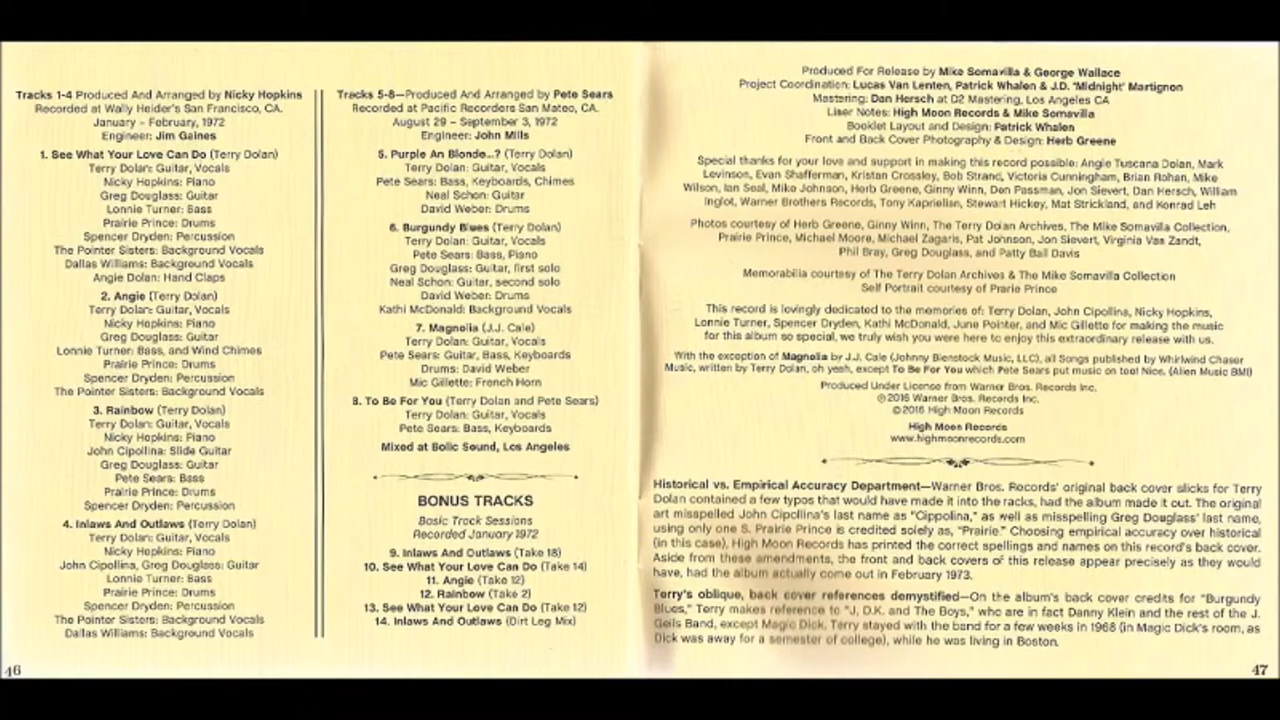 Tracks 1-4 Produced And Arranged by Nicky Hopkins
Recorded at Wally Heider's San Francisco, CA.
January - February, 1972
Engineer: Jim Gaines
1. See What Your Love Can Do (Terry Dolan)
Terry Dolan: Guitar, Vocals
Nicky Hopkins: Piano
Greg Douglass: Guitar
Lonnie Turner: Bass
Prairie Prince: Drums
Spencer Dryden: Percussion
The Pointer Sisters: Background Vocals
Dallas Williams: Background Vocals
Angie Dolan: Hand Claps
2. Angie (Terry Dolan)
Terry Dolan: Guitar, Vocals
Nicky Hopkins: Piano
Greg Douglass: Guitar
Lonnie Turner: Bass, and Wind Chimes
Prairie Prince: Drums
Spencer Dryden: Percussion
The Pointer Sisters: Background Vocals
3. Rainbow (Terry Dolan)
Terry Dolan: Guitar, Vocals
Nicky Hopkins: Piano
John Cipollina: Slide Guitar
Greg Douglass: Guitar
Pete Sears: Bass
Prairie Prince: Drums
Spencer Dryden: Percussion
4. Inlaws And Outlaws (Terry Dolan)
Terry Dolan: Guitar, Vocals
Nicky Hopkins: Piano
John Cipollina, Greg Douglass: Guitar
Lonnie Turner: Bass
Prairie Prince: Drums
Spencer Dryden: Percussion
The Pointer Sisters: Background Vocals
Dallas Williams: Background Vocals
46
Tracks 5-8—Produced And Arranged by Pete Sears
Recorded at Pacific Recorders San Mateo, CA.
August 29 - September 3, 1972
Engineer: John Mills
5. Purple An Blonde...? (Terry Dolan)
Terry Dolan: Guitar, Vocals
Pete Sears: Bass, Keyboards, Chimes
Neal Schon: Guitar
David Weber: Drums
6. Burgundy Blues (Terry Dolan)
Terry Dolan: Guitar, Vocals
Pete Sears: Bass, Piano
Greg Douglass: Guitar, first solo
Neal Schon: Guitar, second solo
David Weber: Drums
Kathi McDonald: Background Vocals
7. Magnolia (J.J. Cale)
Terry Dolan: Guitar, Vocals
Pete Sears: Guitar, Bass, Keyboards
Drums: David Weber
Mic Gillette: French Horn
8. To Be For You (Terry Dolan and Pete Sears)
Terry Dolan: Guitar, Vocals
Pete Sears: Bass, Keyboards
Mixed at Bolic Sound, Los Angeles
BONUS TRACKS
Basic Track Sessions
Recorded January 1972
9. Inlaws And Outlaws (Take 18)
10. See What Your Love Can Do (Take 14)
11. Angie (Take 12)
12. Rainbow (Take 2)
13. See What Your Love Can Do (Take 12)
14. Inlaws And Outlaws (Dirt Leg Mix)
Produced For Release by Mike Somavilla & George Wallace
Project Coordination: Lucas Van Lenten, Patrick Whalen & J.D. "Midnight" Martignon
Mastering: Dan Hersch at D2 Mastering, Los Angeles CA
Liser Notes: High Moon Records & Mike Somavilla
Booklet Layout and Design: Patrick Whalen
Front and Back Cover Photography & Design: Herb Greene
Special thanks for your love and support in making this record possible: Angie Tuscana Dolan, Mark
Levinson, Evan Shafferman, Kristan Crossley, Bob Strand, Victoria Cunningham, Brian Rohan, Mike
Wilson, Ian Seal, Mike Johnson, Herb Greene, Ginny Winn, Don Passman, Jon Sievert, Dan Hersch, William
Inglot, Warner Brothers Records, Tony Kaprielian, Stewart Hickey, Mat Strickland, and Konrad Leh
Photos courtesy of Herb Greene, Ginny Winn, The Terry Dolan Archives, The Mike Somavilla Collection,
Prairie Prince, Michael Moore, Michael Zagaris, Pat Johnson, Jon Sievert, Virginia Van Zandt,
Phil Bray, Greg Douglass, and Patty Ball Davis
Memorabilia courtesy of The Terry Dolan Archives & The Mike Somavilla Collection
Self Portrait courtesy of Prarie Prince
This record is lovingly dedicated to the memories of: Terry Dolan, John Cipollina, Nicky Hopkins,
Lonnie Turner, Spencer Dryden, Kathi McDonald, June Pointer, and Mic Gillette for making the music
for this album so special, we truly wish you were here to enjoy this extraordinary release with us.
With the exception of Magnolia by J.J. Cale (Johnny Bienstock Music, LLC), all Songs published by Whirlwind Chaser
Music, written by Terry Dolan, oh yeah, except To Be For You which Pete Sears put music on too! Nice. (Alien Music BMI)
Produced Under License from Warner Bros. Records Inc.
℗ 2016 Warner Bros. Records Inc.
© 2016 High Moon Records
High Moon Records
www.highmoonrecords.com
Historical vs. Empirical Accuracy Department—Warner Bros. Records' original back cover slicks for Terry
Dolan contained a few typos that would have made it into the racks, had the album made it out. The original
art misspelled John Cipollina's last name as "Cippolina," as well as misspelling Greg Douglass' last name,
using only one S. Prairie Prince is credited solely as, "Prairie." Choosing empirical accuracy over historical
(in this case), High Moon Records has printed the correct spellings and names on this record's back cover.
Aside from these amendments, the front and back covers of this release appear precisely as they would
have, had the album actually come out in February 1973.
Terry's oblique, back cover references demystified—On the album's back cover credits for "Burgundy
Blues," Terry makes reference to "J, D.K. and The Boys," who are in fact Danny Klein and the rest of the J.
Geils Band, except Magic Dick. Terry stayed with the band for a few weeks in 1968 (in Magic Dick's room, as
Dick was away for a semester of college), while he was living in Boston.
47